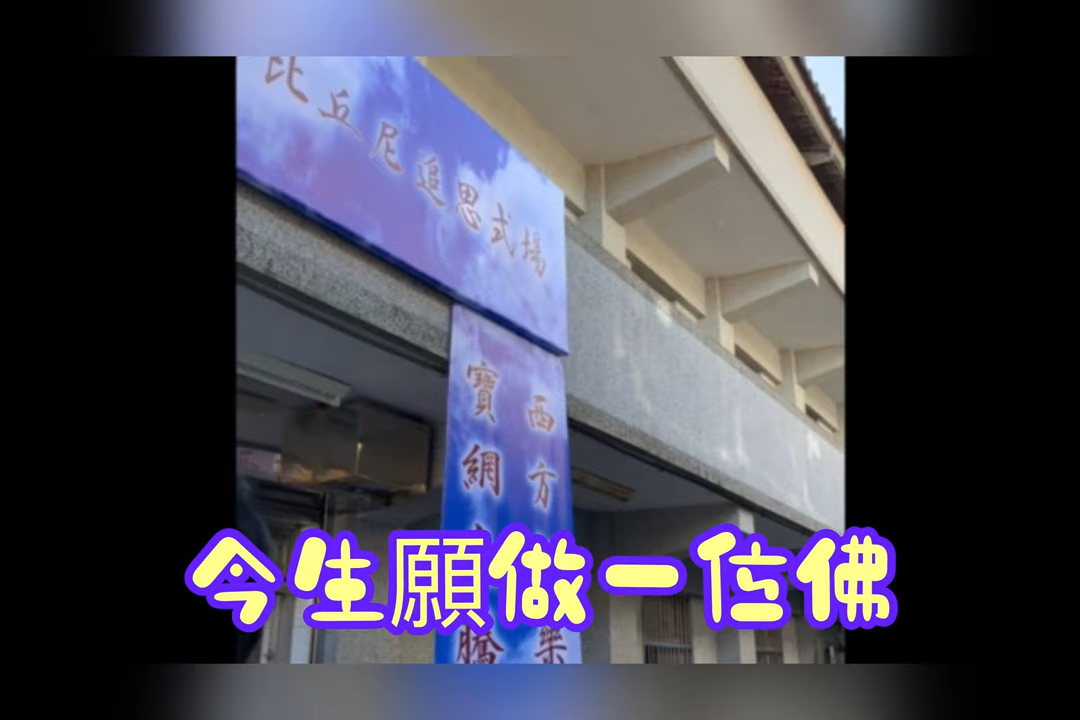 比丘尼追思式場
西方
寶網
今生願做一位佛